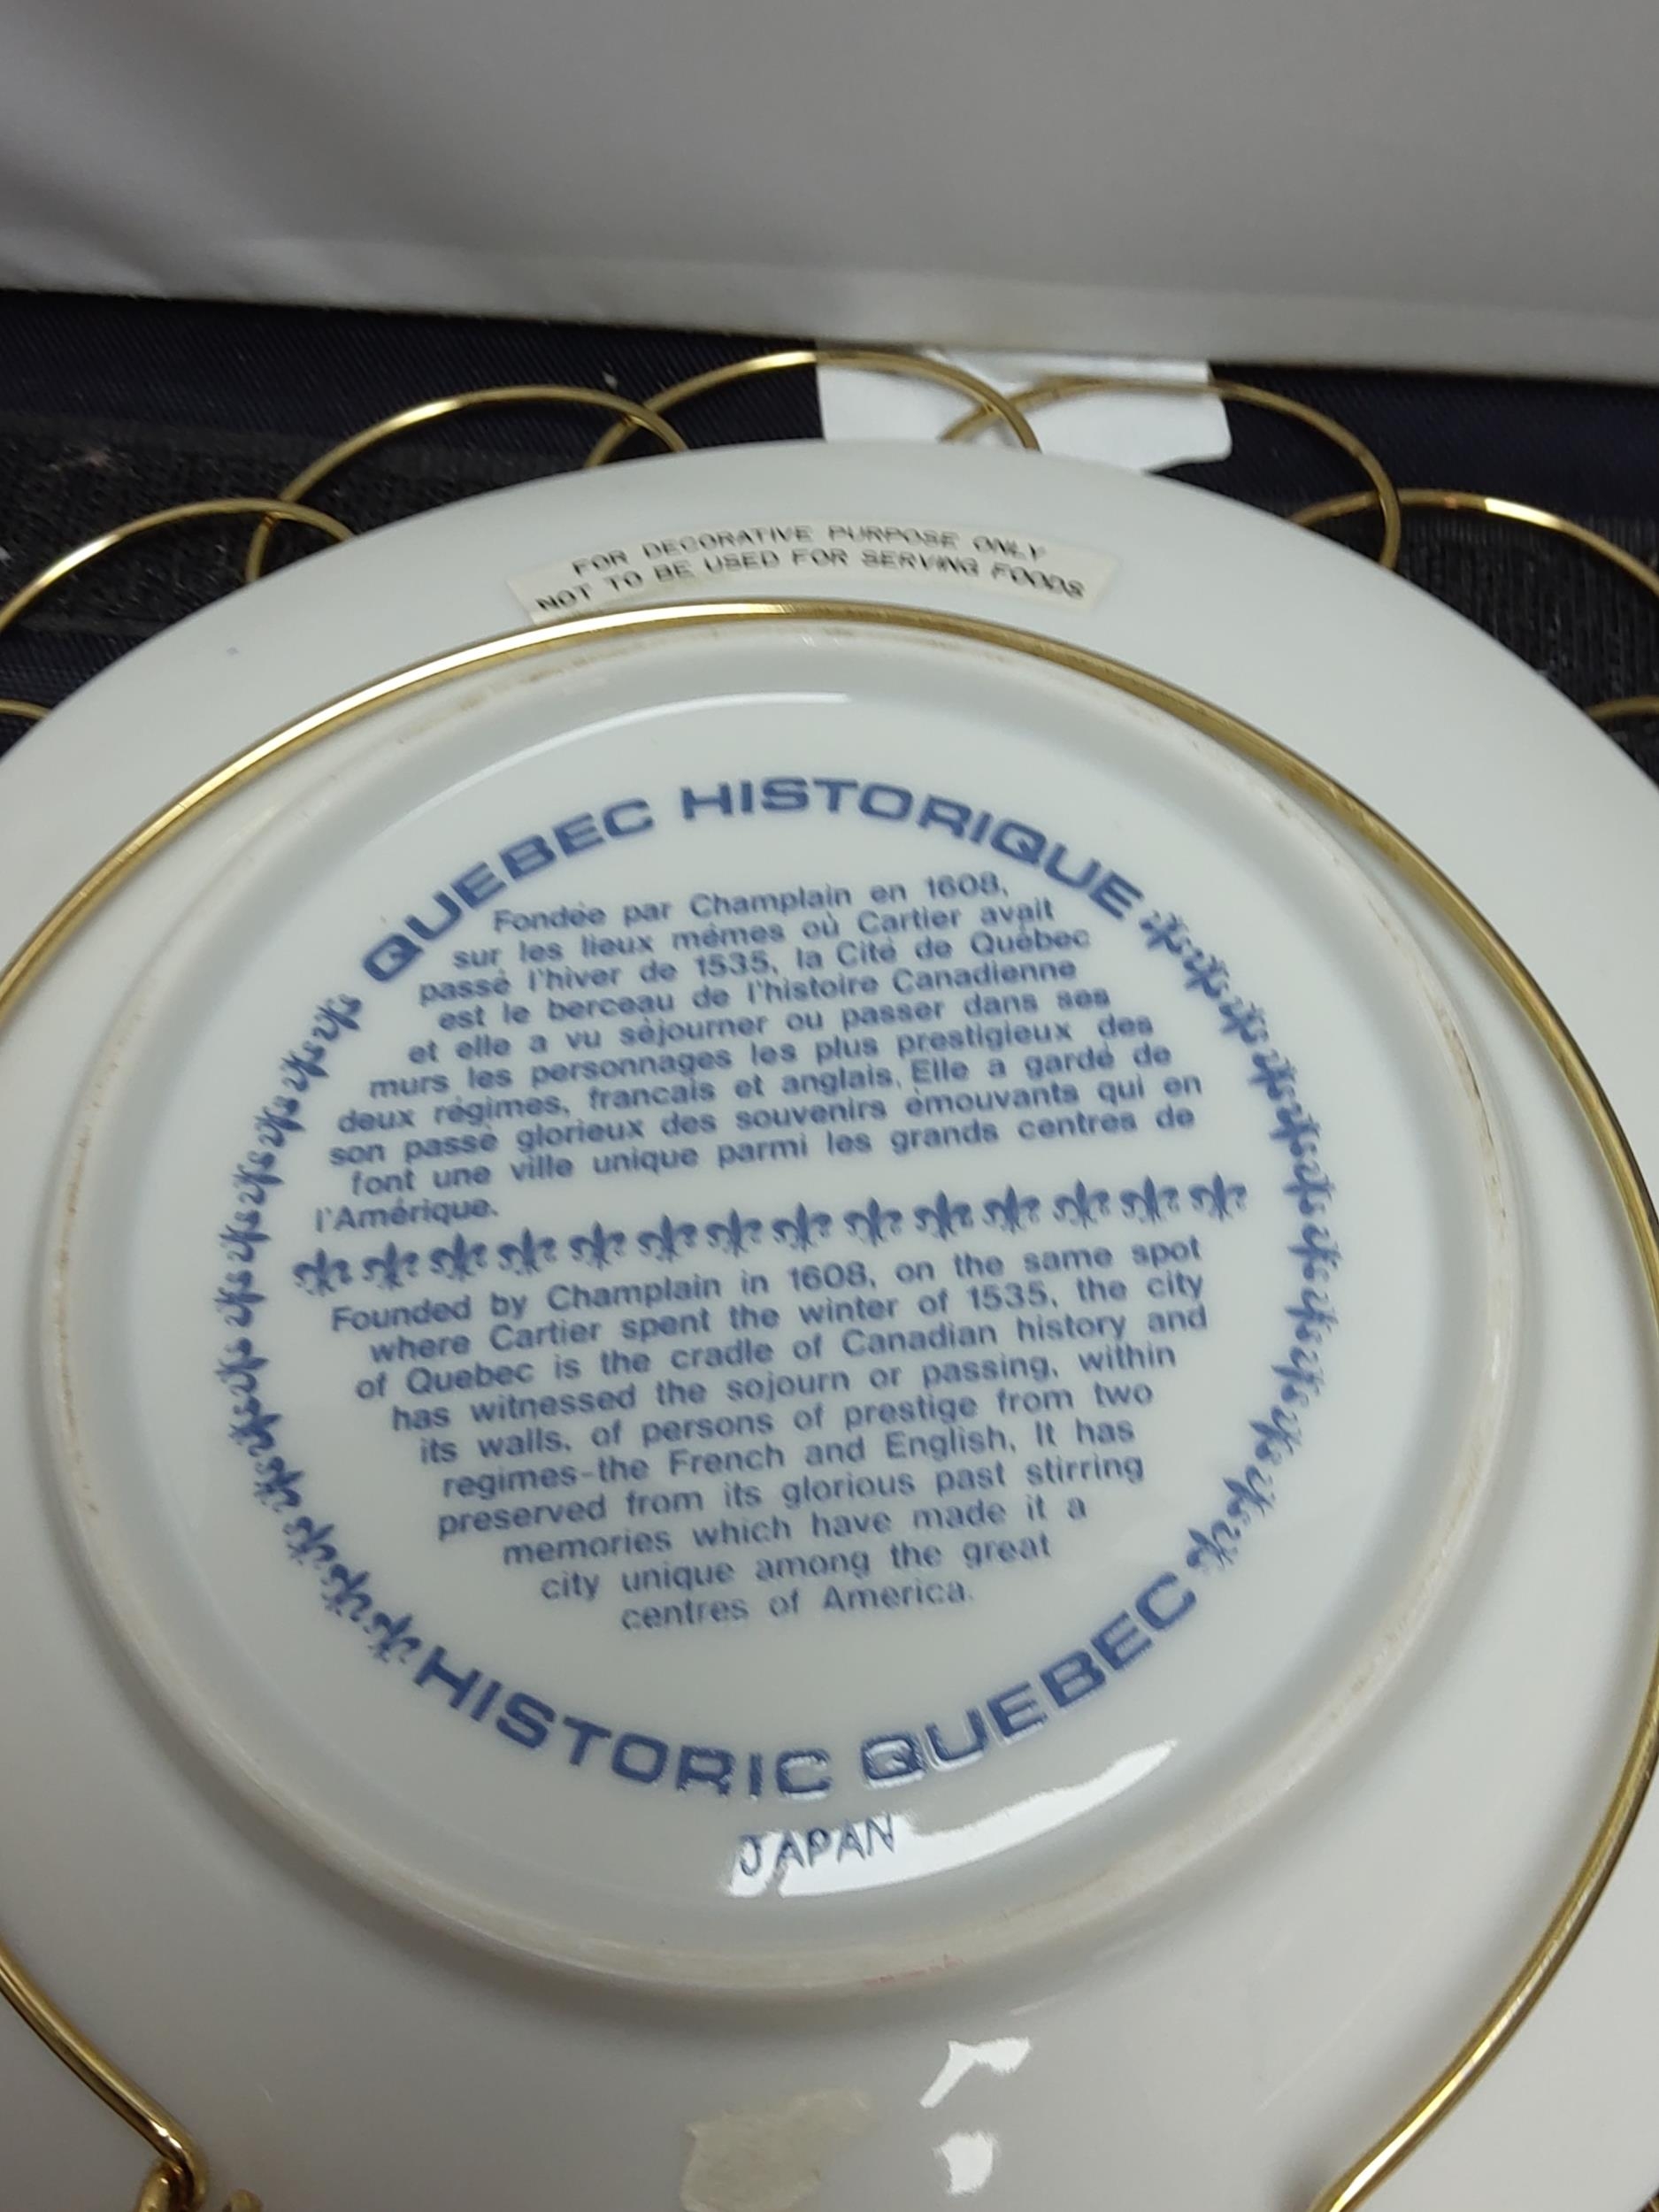 FOR DECORATIVE PURPOSE ONLY
NOT TO BE USED FOR SERVING FOODS
QUEBEC HISTORIQUE
Fondée par Champlain en 1608,
sur les lieux mémes où Cartier avait
passé l'hiver de 1535, la Cité de Québec
est le berceau de l'histoire Canadienne
et elle a vu séjourner ou passer dans ses
murs les personnages les plus prestigieux des
deux régimes, francais et anglais. Elle a gardé de
son passé glorieux des souvenirs émouvants qui en
font une ville unique parmi les grands centres de
l'Amérique.
Founded by Champlain in 1608, on the same spot
where Cartier spent the winter of 1535, the city
of Quebec is the cradle of Canadian history and
has witnessed the sojourn or passing, within
its walls, of persons of prestige from two
regimes-the French and English. It has
preserved from its glorious past stirring
memories which have made it a
city unique among the great
centres of America.
HISTORIC QUEBEC
JAPAN